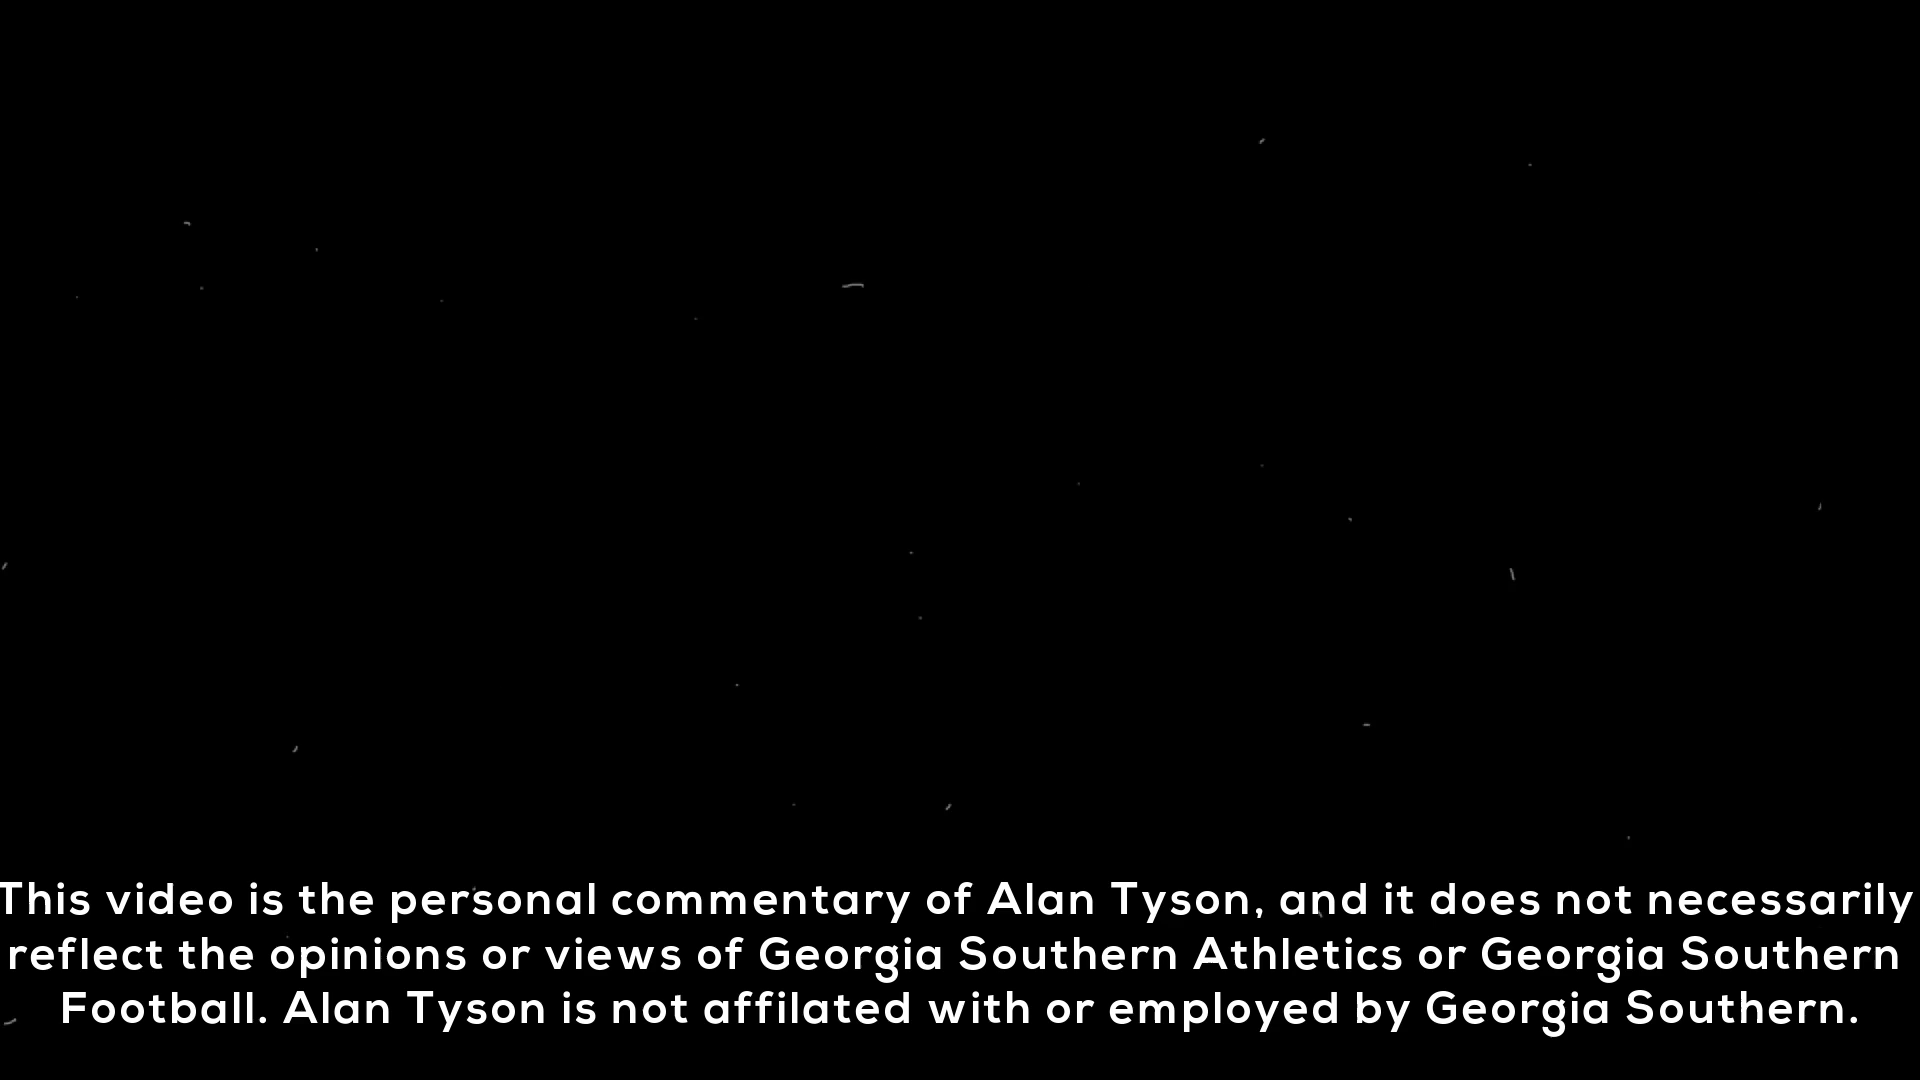 This video is the personal commentary of Alan Tyson, and it does not necessarily
reflect the opinions or views of Georgia Southern Athletics or Georgia Southern
Football. Alan Tyson is not affilated with or employed by Georgia Southern.